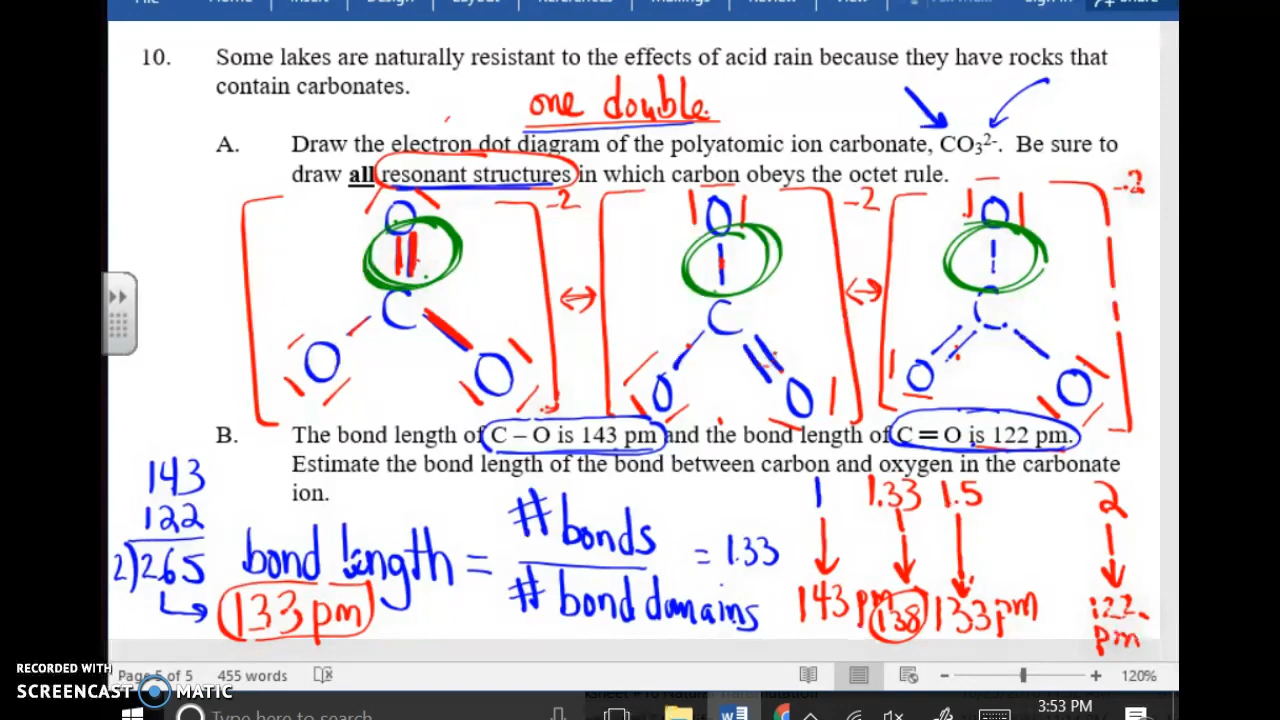 10. Some lakes are naturally resistant to the effects of acid rain because they have rocks that
contain carbonates.
one double
A. Draw the electron dot diagram of the polyatomic ion carbonate, CO₃²⁻. Be sure to
draw all resonant structures in which carbon obeys the octet rule.
-2 -2 -2
O O O
C C C
O O O O O O
B. The bond length of C – O is 143 pm and the bond length of C = O is 122 pm.
Estimate the bond length of the bond between carbon and oxygen in the carbonate
ion.
143
122
2)265
133 pm
bond length = # bonds
# bond domains
= 1.33
1 1.33 1.5 2
143 pm 138 133 pm 122 pm
RECORDED WITH
SCREENCAST MATIC
Page 5 of 5 455 words 120%
Type here to search
3:53 PM